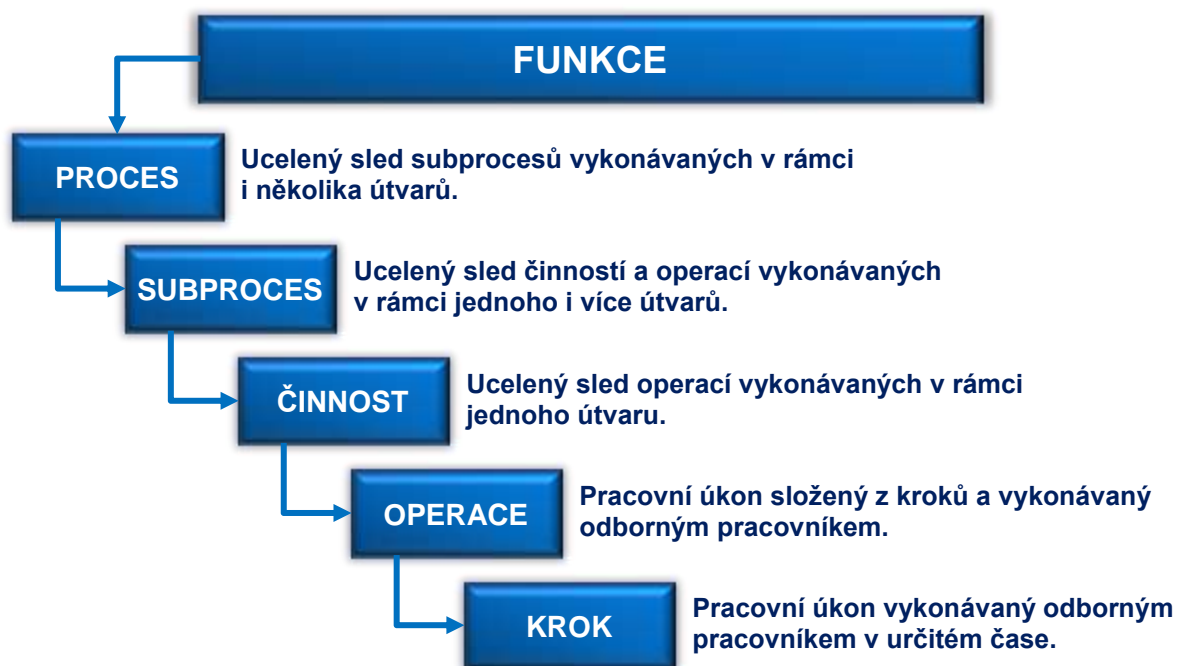 FUNKCE
PROCES
Ucelený sled subprocesů vykonávaných v rámci
i několika útvarů.
SUBPROCES
Ucelený sled činností a operací vykonávaných
v rámci jednoho i více útvarů.
ČINNOST
Ucelený sled operací vykonávaných v rámci
jednoho útvaru.
OPERACE
Pracovní úkon složený z kroků a vykonávaný
odborným pracovníkem.
KROK
Pracovní úkon vykonávaný odborným
pracovníkem v určitém čase.